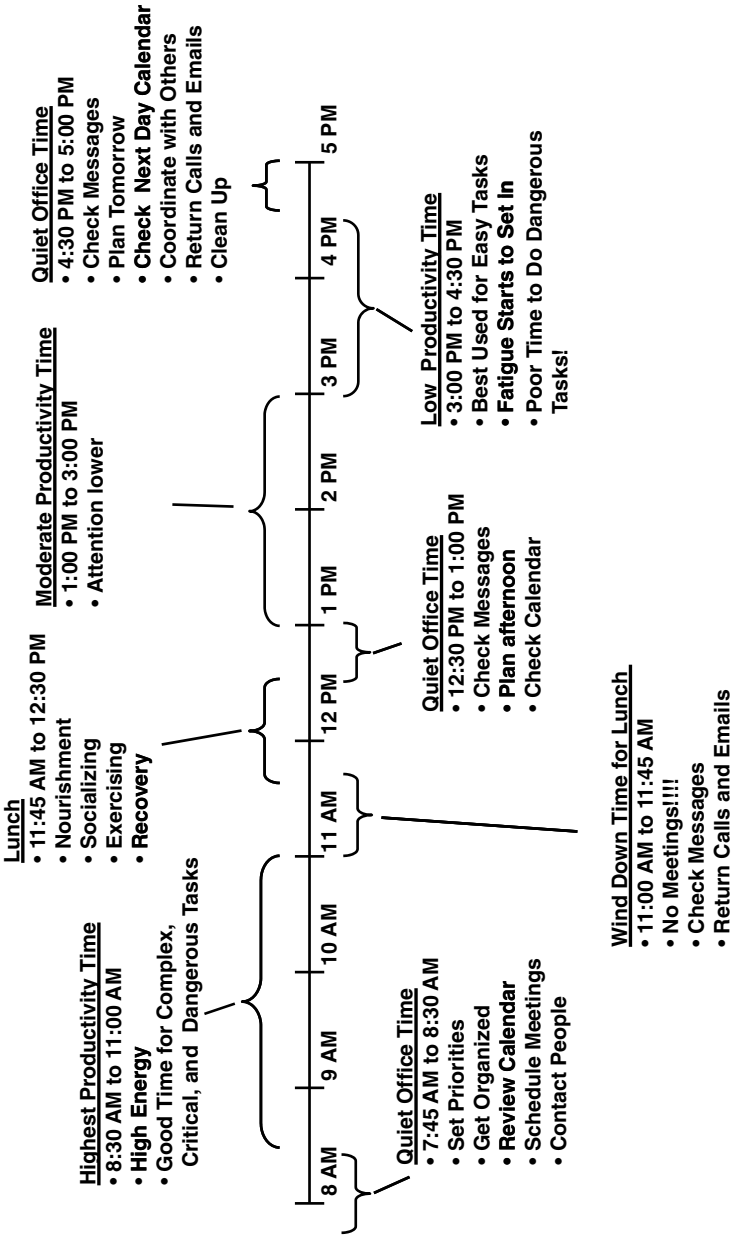 Highest Productivity Time
• 8:30 AM to 11:00 AM
• High Energy
• Good Time for Complex,
Critical, and Dangerous Tasks
Lunch
• 11:45 AM to 12:30 PM
• Nourishment
• Socializing
• Exercising
• Recovery
Moderate Productivity Time
• 1:00 PM to 3:00 PM
• Attention lower
Quiet Office Time
• 4:30 PM to 5:00 PM
• Check Messages
• Plan Tomorrow
• Check Next Day Calendar
• Coordinate with Others
• Return Calls and Emails
• Clean Up
8 AM 9 AM 10 AM 11 AM 12 PM 1 PM 2 PM 3 PM 4 PM 5 PM
Quiet Office Time
• 7:45 AM to 8:30 AM
• Set Priorities
• Get Organized
• Review Calendar
• Schedule Meetings
• Contact People
Wind Down Time for Lunch
• 11:00 AM to 11:45 AM
• No Meetings!!!!
• Check Messages
• Return Calls and Emails
Quiet Office Time
• 12:30 PM to 1:00 PM
• Check Messages
• Plan afternoon
• Check Calendar
Low Productivity Time
• 3:00 PM to 4:30 PM
• Best Used for Easy Tasks
• Fatigue Starts to Set In
• Poor Time to Do Dangerous
Tasks!